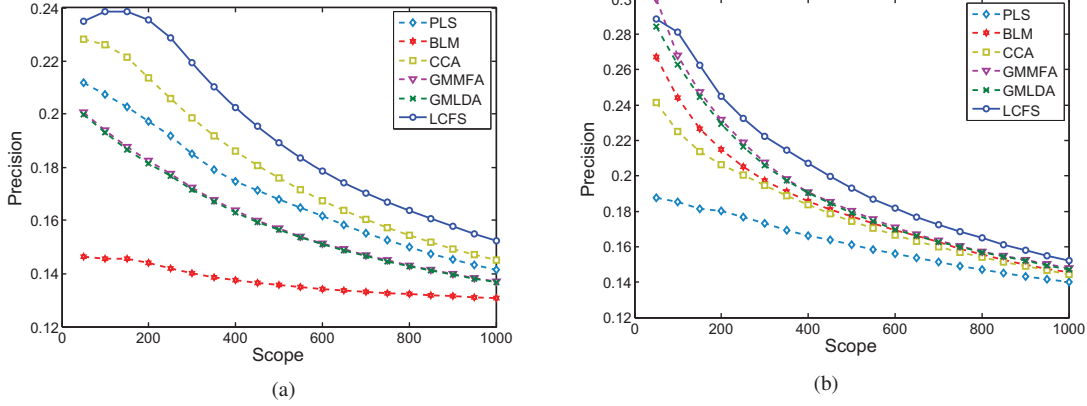 0.24
0.22
0.2
0.18
0.16
0.14
0.12
Precision
0 200 400 600 800 1000
Scope
PLS
BLM
CCA
GMMFA
GMLDA
LCFS
(a)
0.3
0.28
0.26
0.24
0.22
0.2
0.18
0.16
0.14
0.12
Precision
0 200 400 600 800 1000
Scope
PLS
BLM
CCA
GMMFA
GMLDA
LCFS
(b)